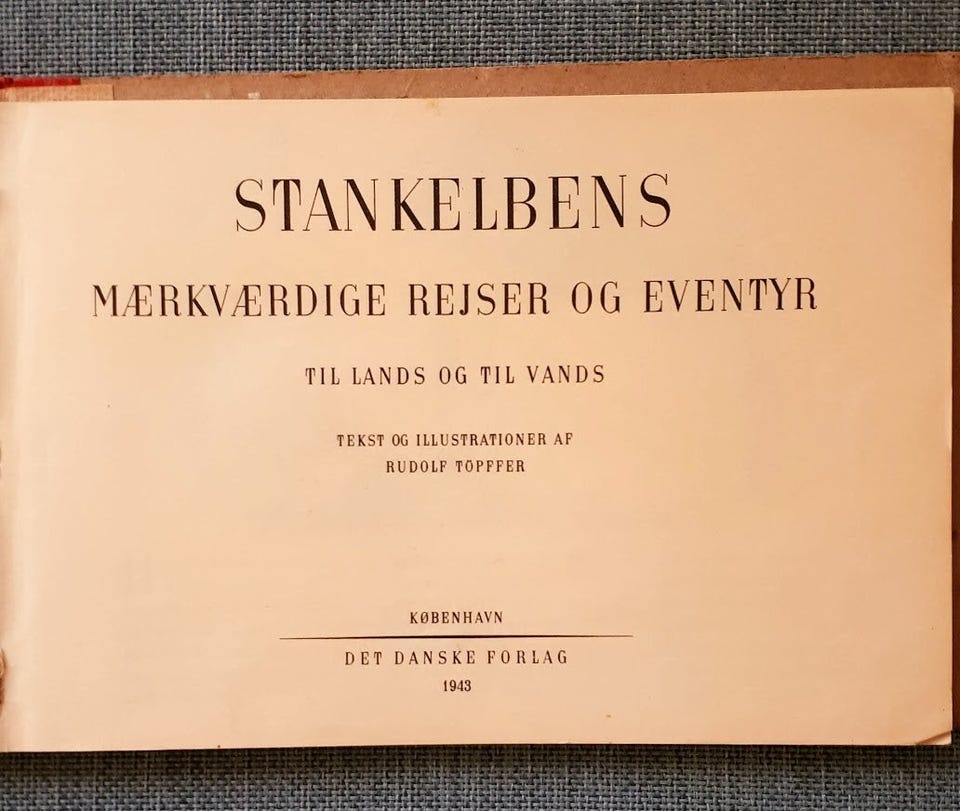 STANKELBENS
MÆRKVÆRDIGE REJSER OG EVENTYR
TIL LANDS OG TIL VANDS
TEKST OG ILLUSTRATIONER AF
RUDOLF TÖPFFER
KØBENHAVN
DET DANSKE FORLAG
1943